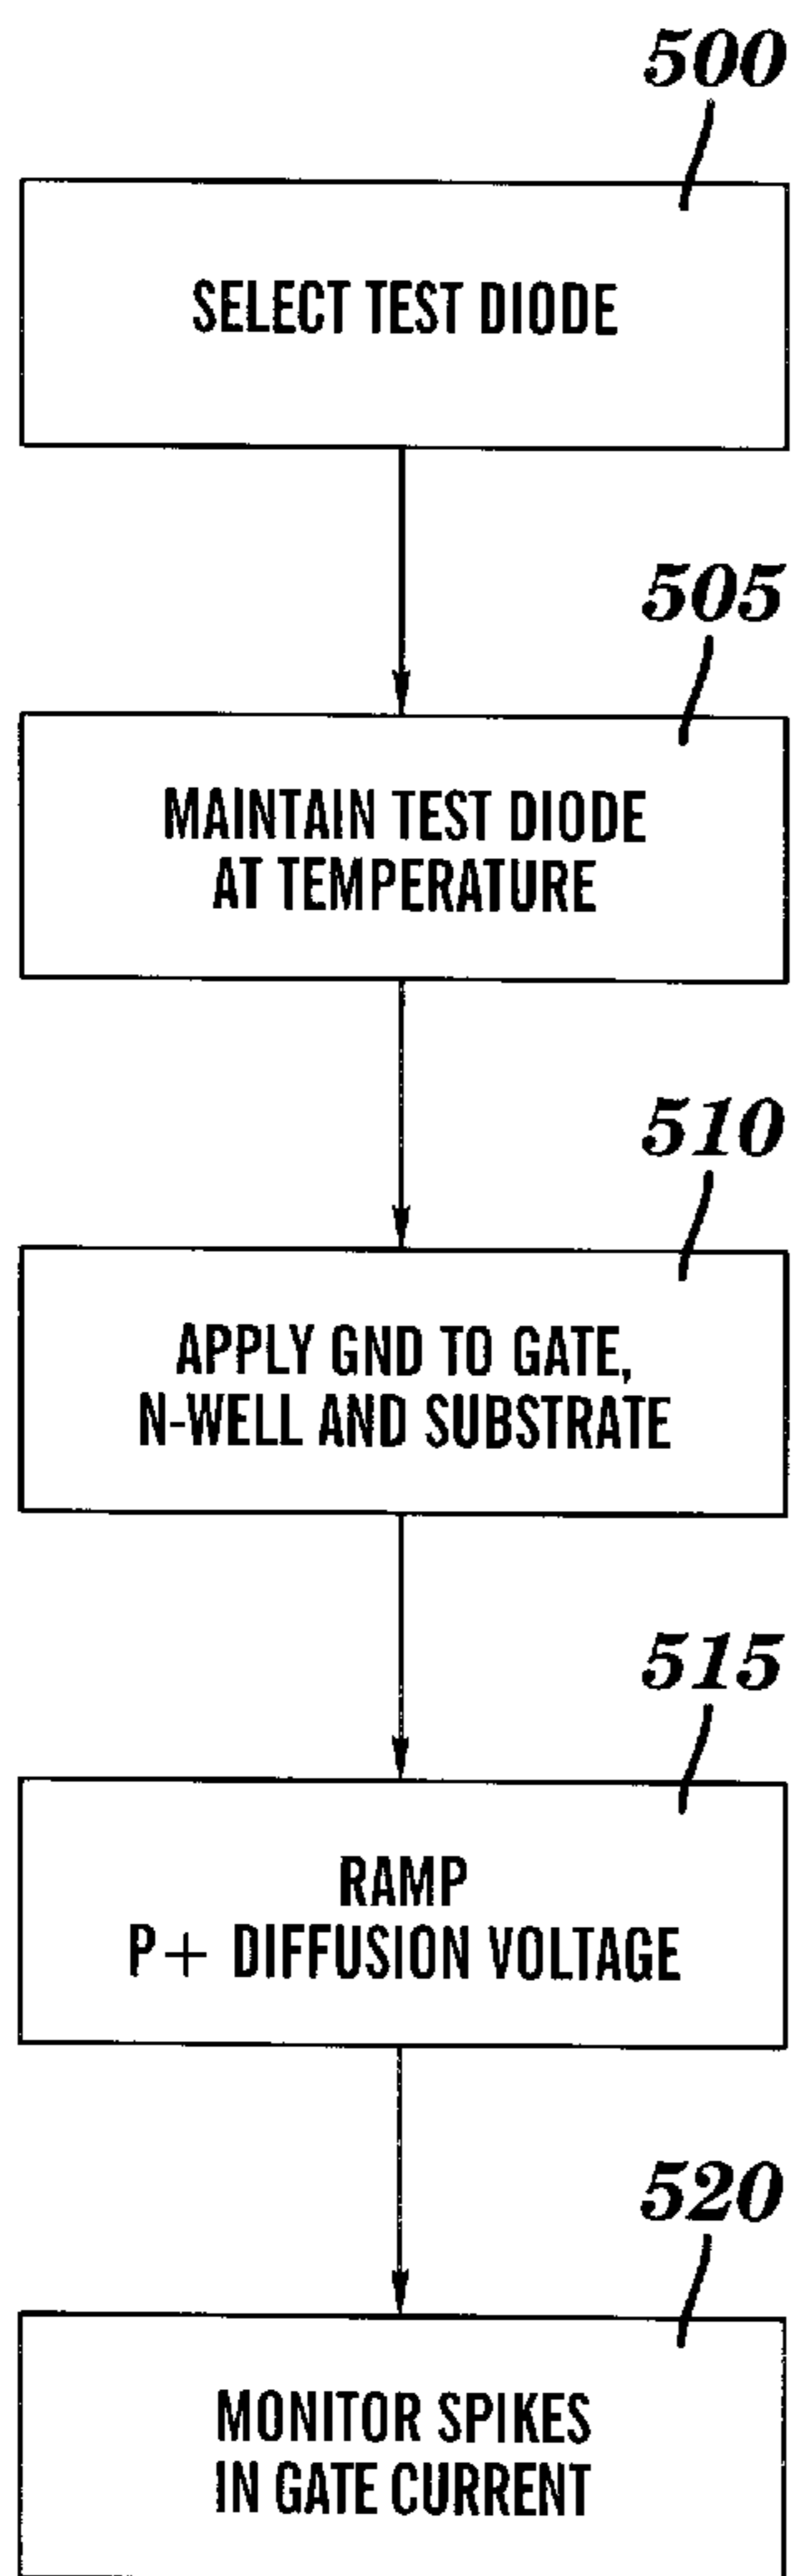 500
SELECT TEST DIODE
505
MAINTAIN TEST DIODE
AT TEMPERATURE
510
APPLY GND TO GATE,
N-WELL AND SUBSTRATE
515
RAMP
P+ DIFFUSION VOLTAGE
520
MONITOR SPIKES
IN GATE CURRENT